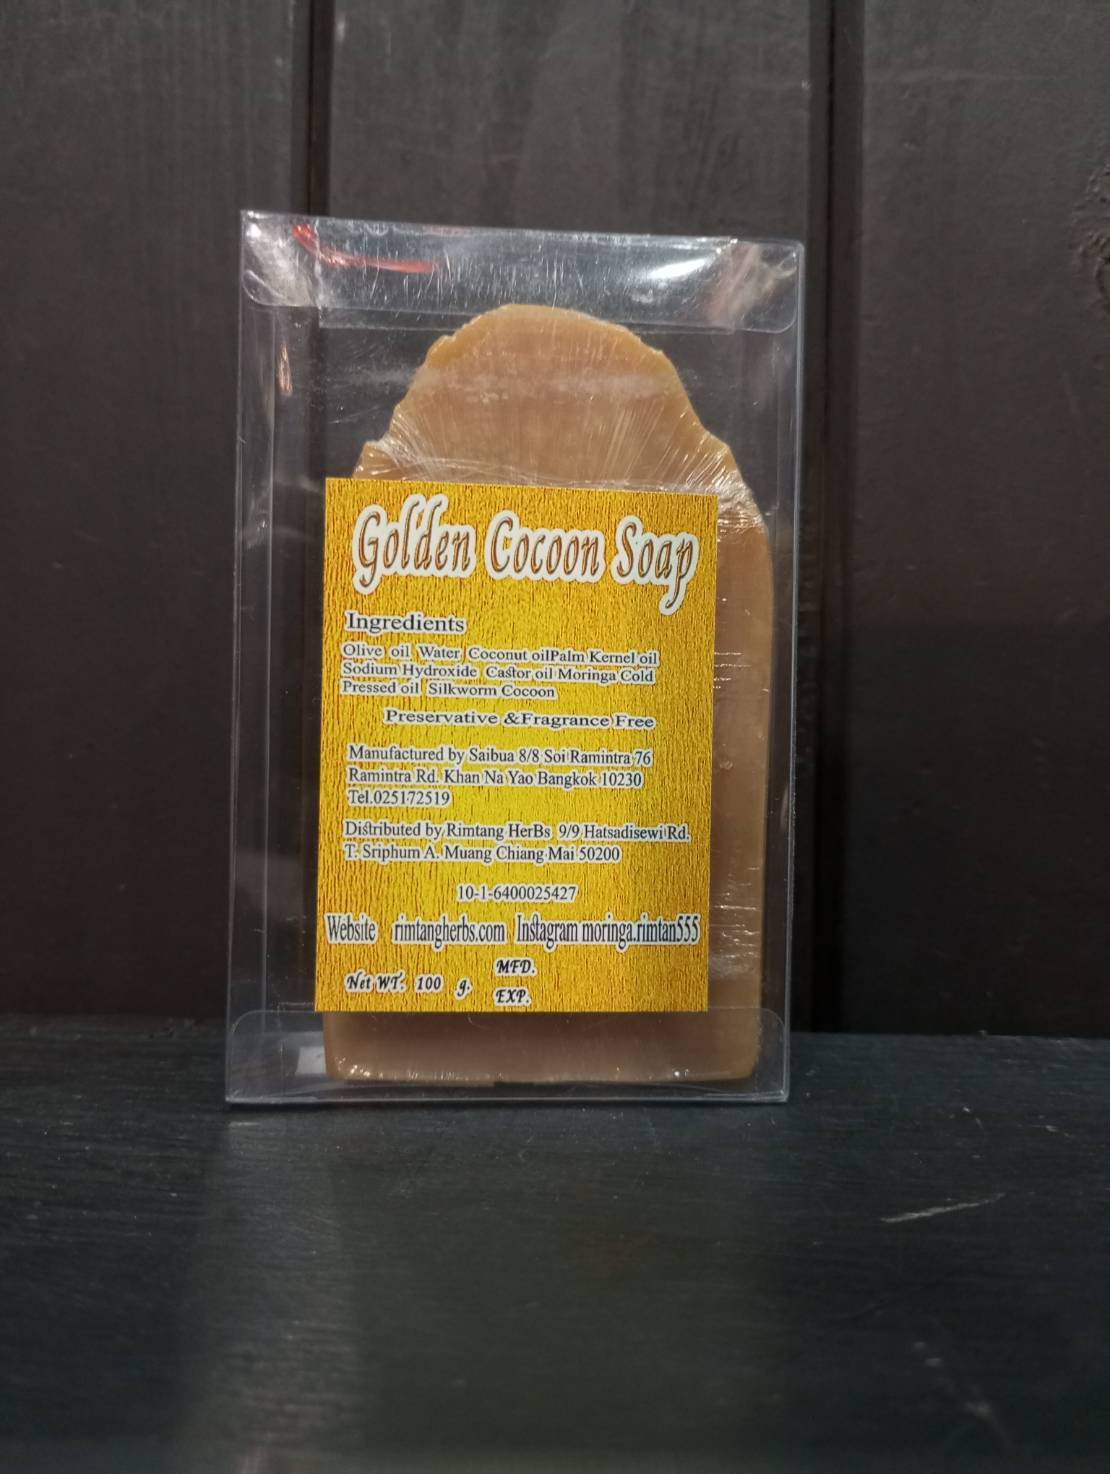 Golden Cocoon Soap
Ingredients
Olive oil Water Coconut oilPalm Kernel oil
Sodium Hydroxide Castor oil Moringa Cold
Pressed oil Silkworm Cocoon
Preservative &Fragrance Free
Manufactured by Saibua 8/8 Soi Ramintra 76
Ramintra Rd. Khan Na Yao Bangkok 10230
Tel.025172519
Distributed by Rimtang HerBs 9/9 Hatsadisewi Rd.
T. Sriphum A. Muang Chiang Mai 50200
10-1-6400025427
Website rimtangherbs.com Instagram moringa.rimtan555
Net WT. 100 g. MFD.
EXP.